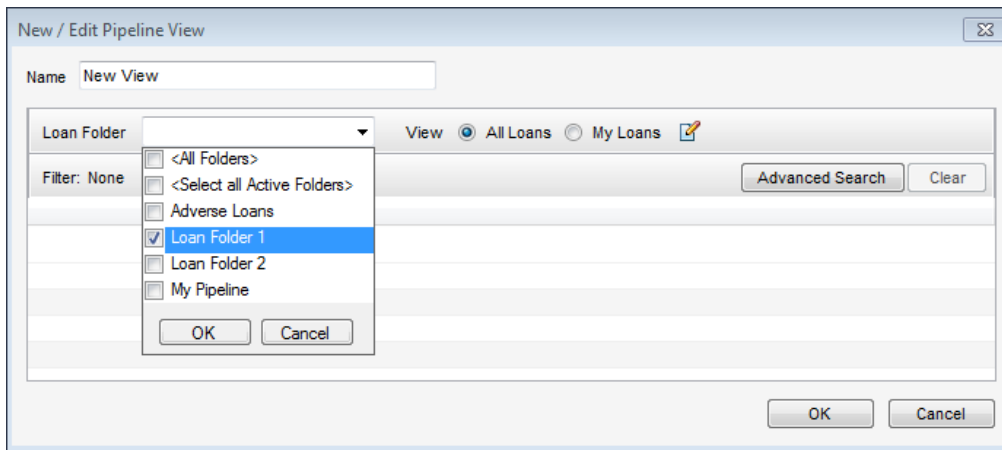 New / Edit Pipeline View
Name New View
Loan Folder View All Loans My Loans
<All Folders>
Filter: None Advanced Search Clear
<Select all Active Folders>
Adverse Loans
Loan Folder 1
Loan Folder 2
My Pipeline
OK Cancel
OK Cancel